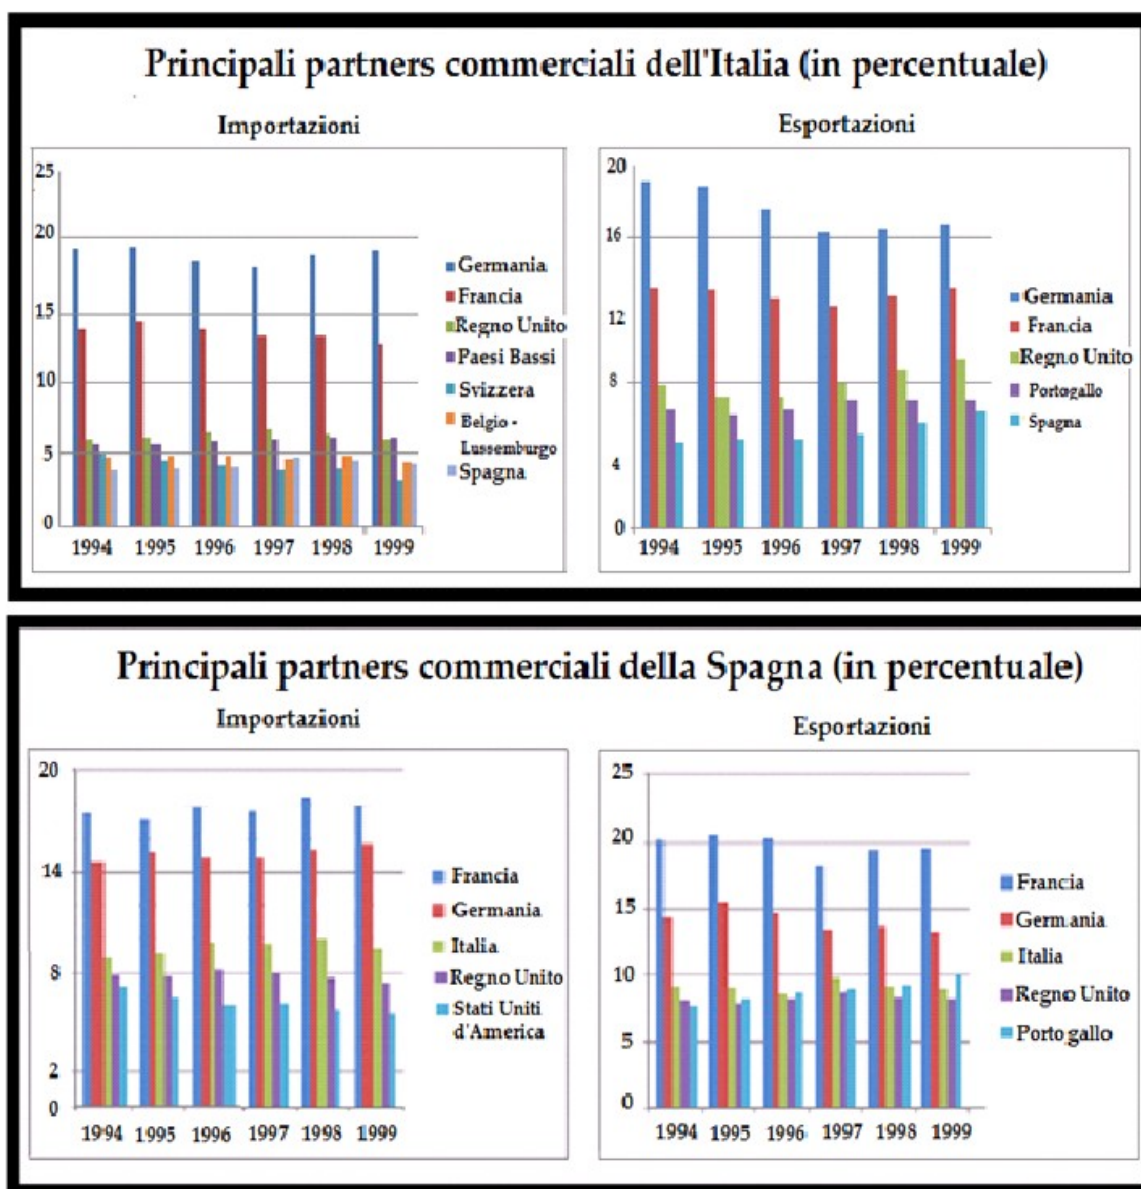 Principali partners commerciali dell'Italia (in percentuale)
Importazioni
25
20
15
10
5
0
1994 1995 1996 1997 1998 1999
Germania
Francia
Regno Unito
Paesi Bassi
Svizzera
Belgio -
Lussemburgo
Spagna
Esportazioni
20
16
12
8
4
0
1994 1995 1996 1997 1998 1999
Germania
Francia
Regno Unito
Portogallo
Spagna
Principali partners commerciali della Spagna (in percentuale)
Importazioni
20
14
8
2
0
1994 1995 1996 1997 1998 1999
Francia
Germania
Italia
Regno Unito
Stati Uniti
d'America
Esportazioni
25
20
15
10
5
0
1994 1995 1996 1997 1998 1999
Francia
Germania
Italia
Regno Unito
Portogallo